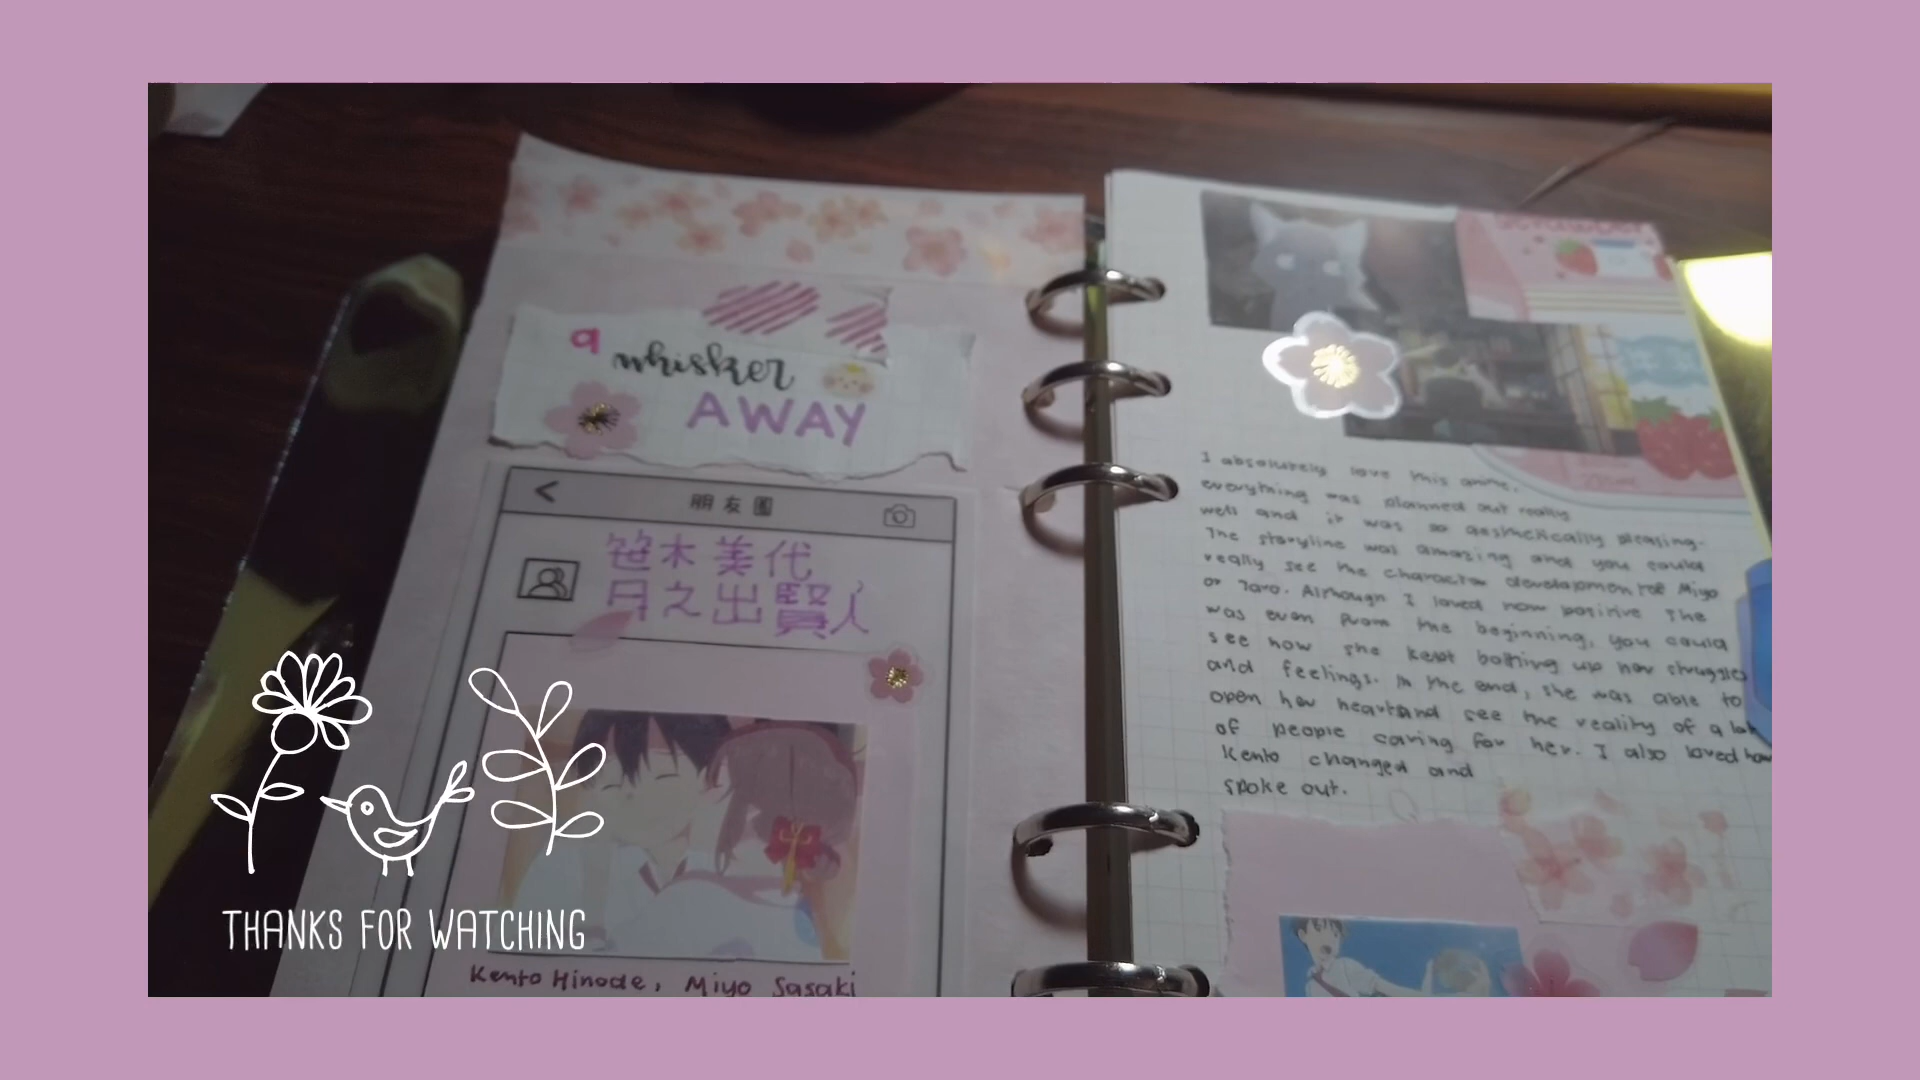 a
whisker
AWAY
朋友圈
笹木美代
月之出賢人
Kento Hinode, Miyo Sasaki
I absolutely love this anime.
everything was planned out really
well and it was so aesthetically pleasing.
The storyline was amazing and you could
really see the character development of Miyo
or Taro. Although I loved how positive she
was even from the beginning, you could
see how she kept bottling up her struggles
and feelings. In the end, she was able to
open her heart and see the reality of a lot
of people caring for her. I also loved how
Kento changed and
spoke out.
THANKS FOR WATCHING